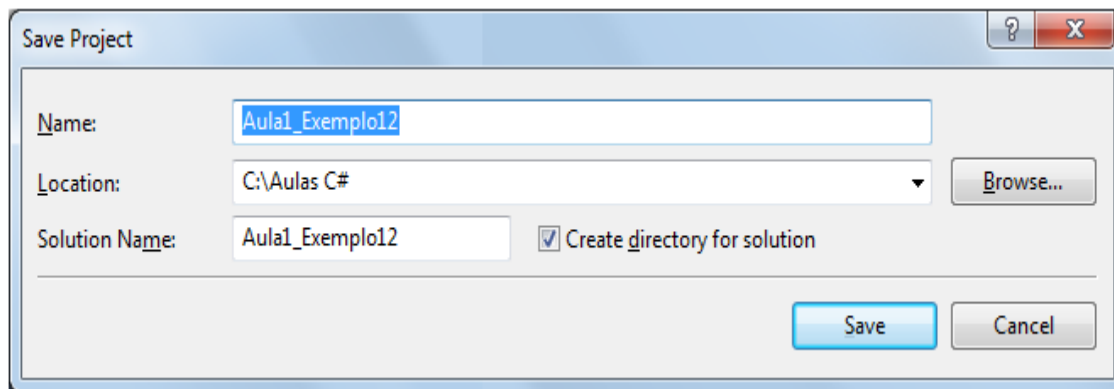 Save Project
Name: Aula1_Exemplo12
Location: C:\Aulas C# Browse...
Solution Name: Aula1_Exemplo12 Create directory for solution
Save Cancel